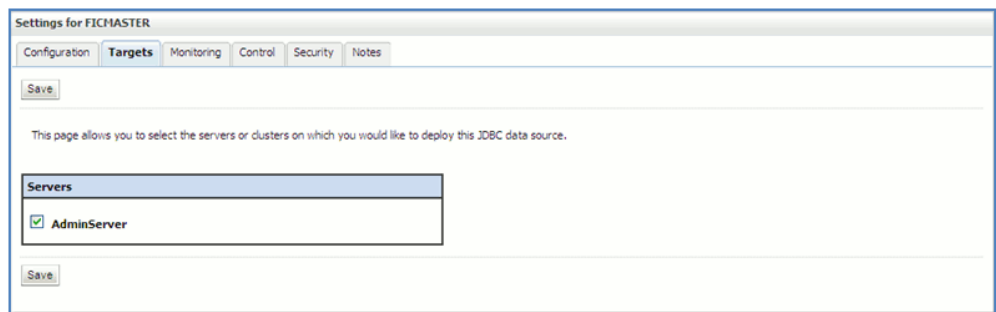 Settings for FICMASTER
Configuration Targets Monitoring Control Security Notes
Save
This page allows you to select the servers or clusters on which you would like to deploy this JDBC data source.
Servers
AdminServer
Save